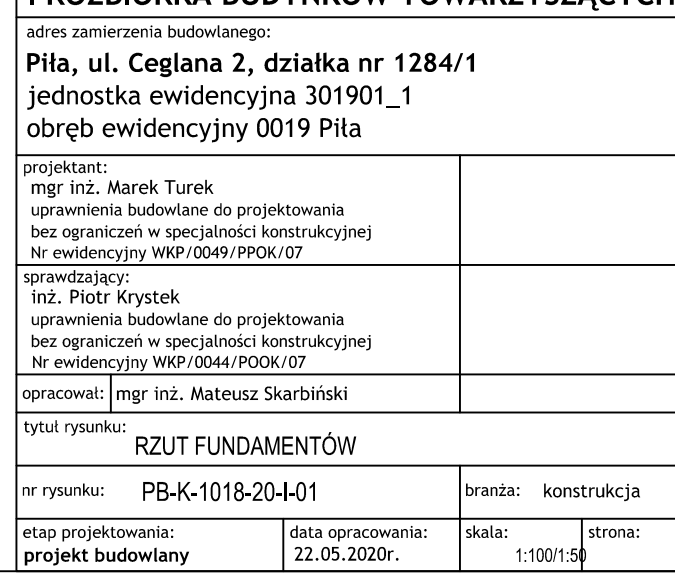 I ROZBIÓRKA BUDYNKÓW TOWARZYSZĄCYCH
adres zamierzenia budowlanego:
Piła, ul. Ceglana 2, działka nr 1284/1
jednostka ewidencyjna 301901_1
obręb ewidencyjny 0019 Piła
projektant:
mgr inż. Marek Turek
uprawnienia budowlane do projektowania
bez ograniczeń w specjalności konstrukcyjnej
Nr ewidencyjny WKP/0049/PPOK/07
sprawdzający:
inż. Piotr Krystek
uprawnienia budowlane do projektowania
bez ograniczeń w specjalności konstrukcyjnej
Nr ewidencyjny WKP/0044/POOK/07
opracował: mgr inż. Mateusz Skarbiński
tytuł rysunku:
RZUT FUNDAMENTÓW
nr rysunku: PB-K-1018-20-I-01 branża: konstrukcja
etap projektowania: data opracowania: skala: strona:
projekt budowlany 22.05.2020r. 1:100/1:50